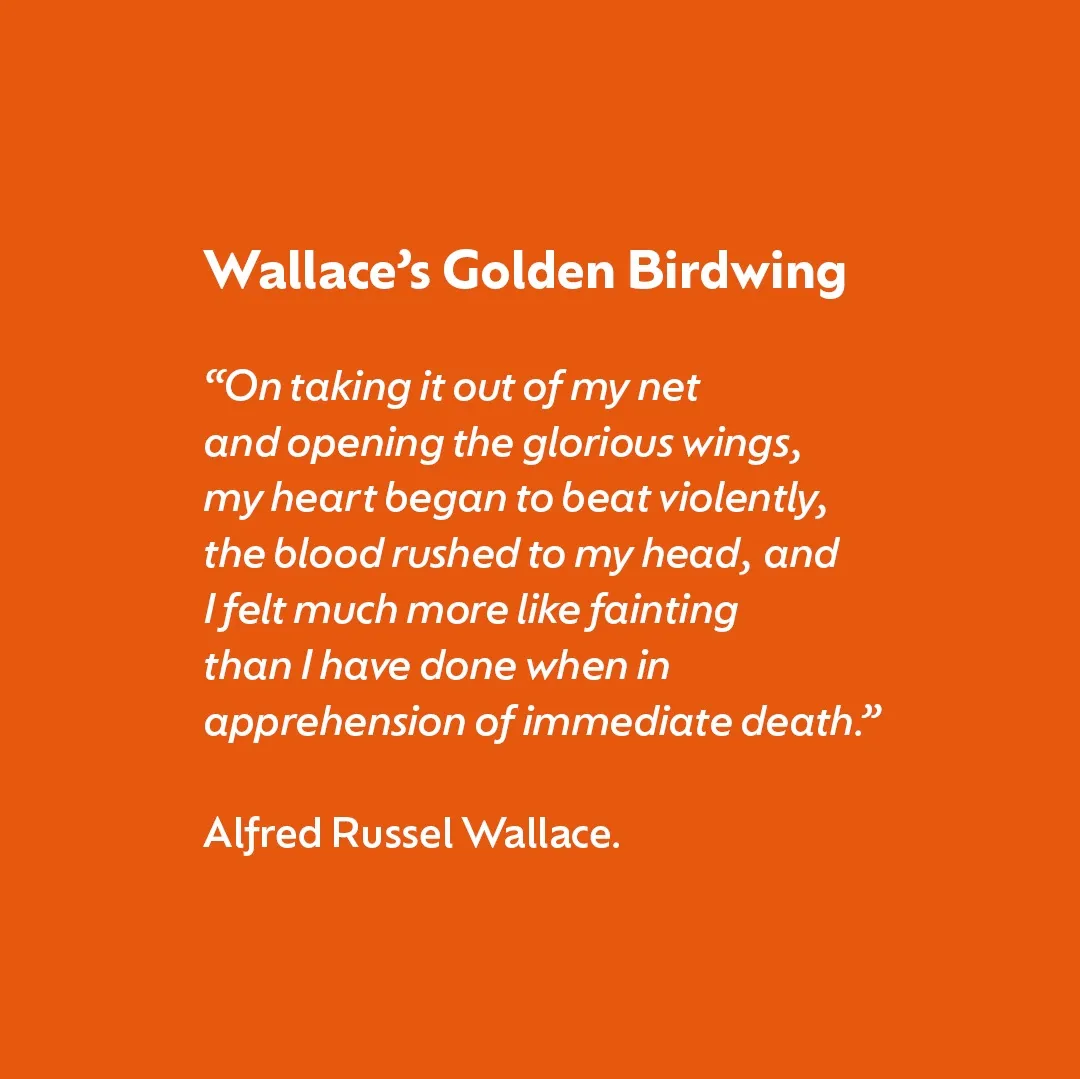 Wallace’s Golden Birdwing
“On taking it out of my net
and opening the glorious wings,
my heart began to beat violently,
the blood rushed to my head, and
I felt much more like fainting
than I have done when in
apprehension of immediate death.”
Alfred Russel Wallace.